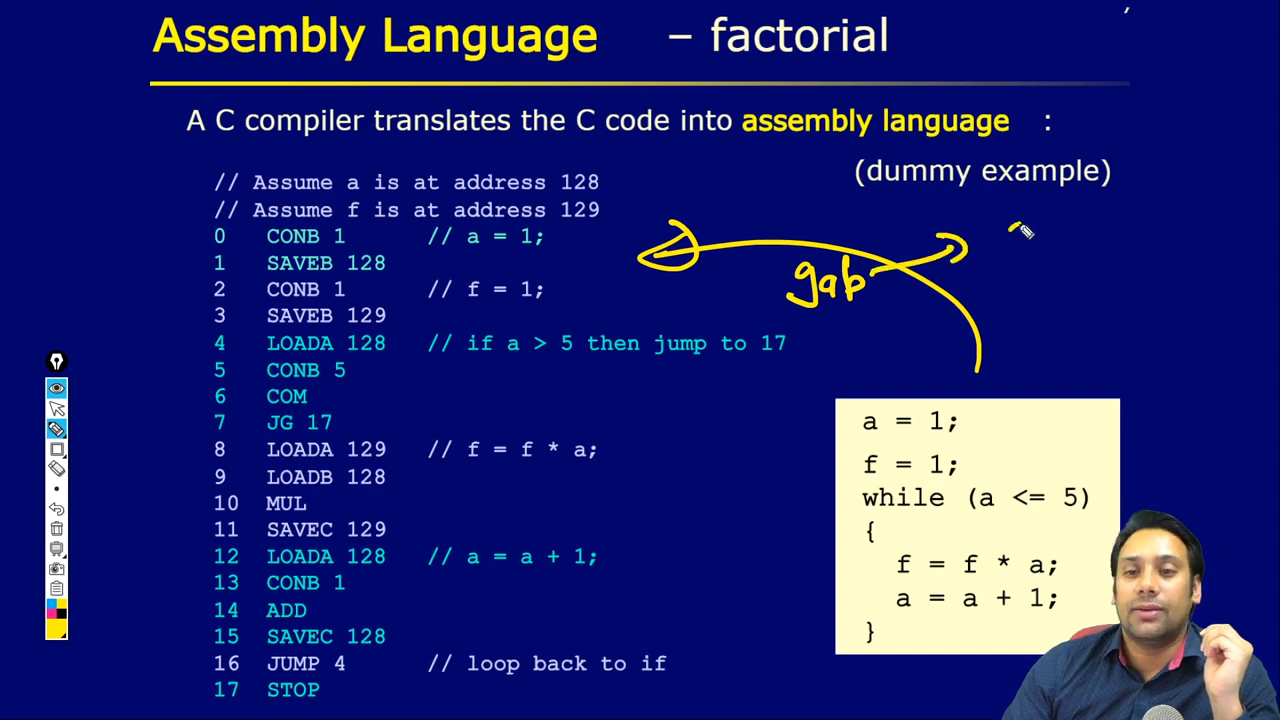 Assembly Language – factorial
A C compiler translates the C code into assembly language :
(dummy example)
// Assume a is at address 128
// Assume f is at address 129
0 CONB 1 // a = 1;
1 SAVEB 128
2 CONB 1 // f = 1;
3 SAVEB 129
4 LOADA 128 // if a > 5 then jump to 17
5 CONB 5
6 COM
7 JG 17
8 LOADA 129 // f = f * a;
9 LOADB 128
10 MUL
11 SAVEC 129
12 LOADA 128 // a = a + 1;
13 CONB 1
14 ADD
15 SAVEC 128
16 JUMP 4 // loop back to if
17 STOP
gab
a = 1;
f = 1;
while (a <= 5)
{
f = f * a;
a = a + 1;
}